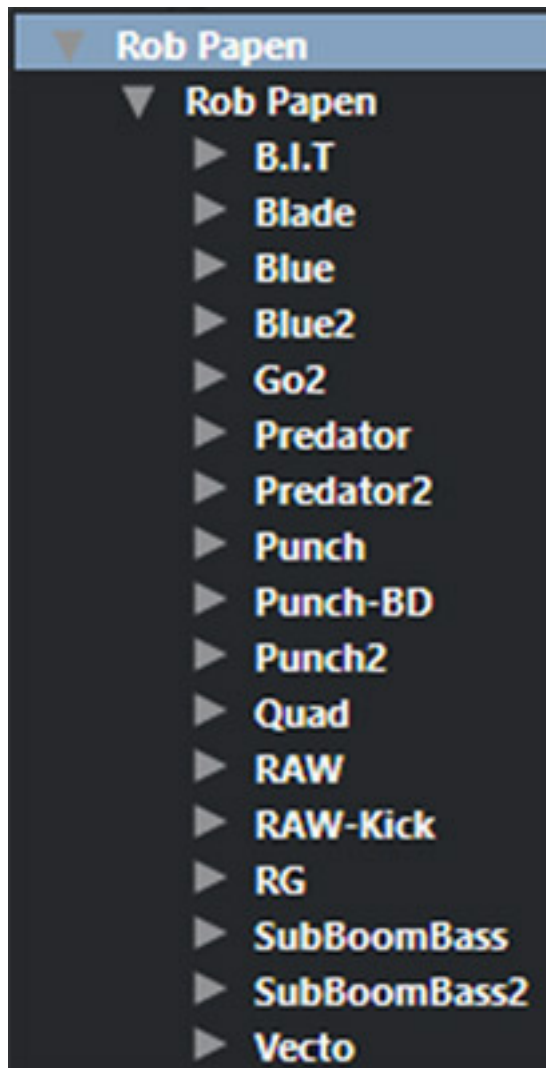 Rob Papen
Rob Papen
B.I.T
Blade
Blue
Blue2
Go2
Predator
Predator2
Punch
Punch-BD
Punch2
Quad
RAW
RAW-Kick
RG
SubBoomBass
SubBoomBass2
Vecto